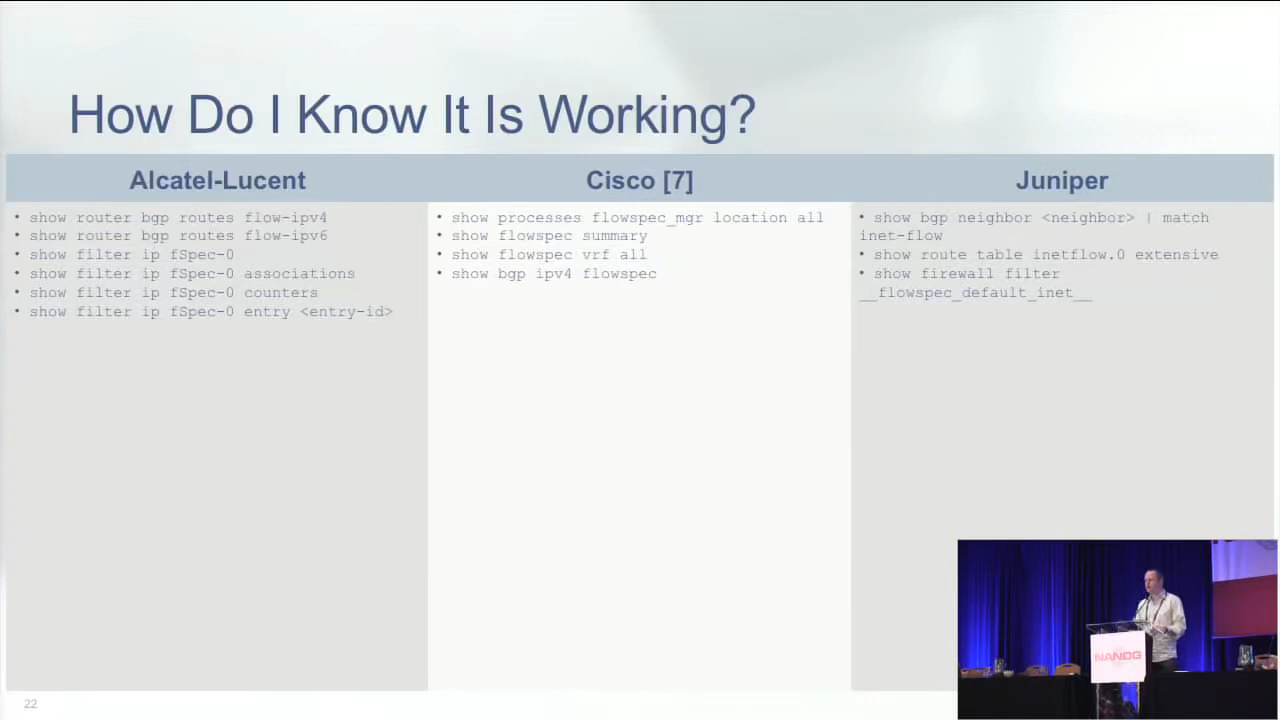 How Do I Know It Is Working?
Alcatel-Lucent
• show router bgp routes flow-ipv4
• show router bgp routes flow-ipv6
• show filter ip fSpec-0
• show filter ip fSpec-0 associations
• show filter ip fSpec-0 counters
• show filter ip fSpec-0 entry <entry-id>
Cisco [7]
• show processes flowspec_mgr location all
• show flowspec summary
• show flowspec vrf all
• show bgp ipv4 flowspec
Juniper
• show bgp neighbor <neighbor> | match
inet-flow
• show route table inetflow.0 extensive
• show firewall filter
__flowspec_default_inet__
NANOG
22